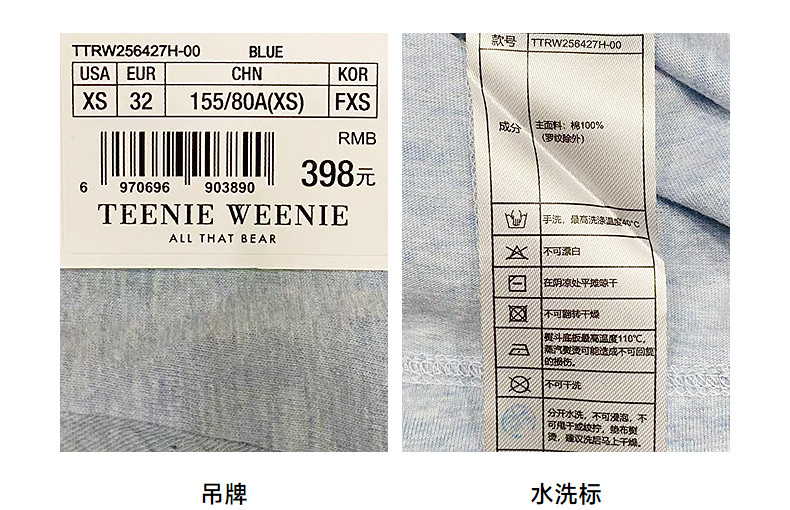 TTRW256427H-00 BLUE
USA EUR CHN KOR
XS 32 155/80A(XS) FXS
RMB
398元
6 970696 903890
TEENIE WEENIE
ALL THAT BEAR
款号 TTRW256427H-00
成分 主面料：棉100%
(罗纹除外)
手洗，最高洗涤温度40°C
不可漂白
在阴凉处平摊晾干
不可翻转干燥
熨斗底板最高温度110℃，
蒸汽熨烫可能造成不可回复
的损伤。
不可干洗
分开水洗，不可浸泡，不
可甩干或绞拧，垫布熨
烫，建议洗后马上干燥。
吊牌
水洗标